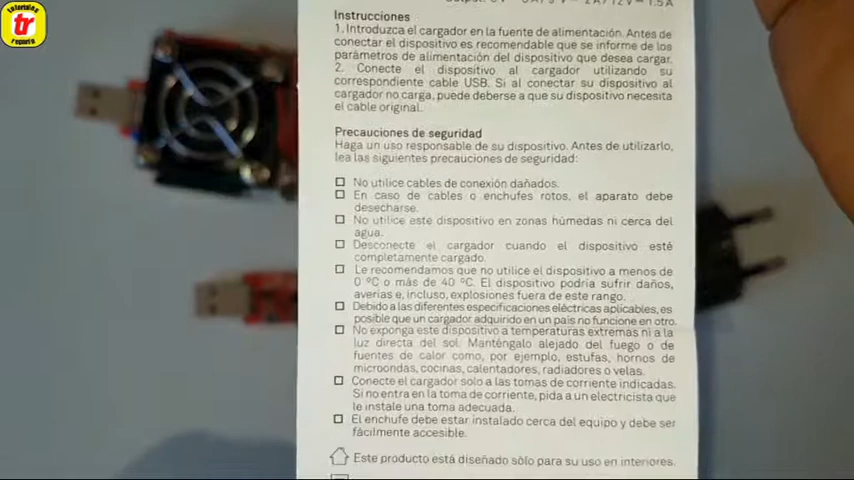 tutoriales
tr
reparia
Instrucciones
1. Introduzca el cargador en la fuente de alimentación. Antes de
conectar el dispositivo es recomendable que se informe de los
parámetros de alimentación del dispositivo que desea cargar.
2. Conecte el dispositivo al cargador utilizando su
correspondiente cable USB. Si al conectar su dispositivo al
cargador no carga, puede deberse a que su dispositivo necesita
el cable original.
Precauciones de seguridad
Haga un uso responsable de su dispositivo. Antes de utilizarlo,
lea las siguientes precauciones de seguridad:
No utilice cables de conexión dañados.
En caso de cables o enchufes rotos, el aparato debe
desecharse.
No utilice este dispositivo en zonas húmedas ni cerca del
agua.
Desconecte el cargador cuando el dispositivo esté
completamente cargado.
Le recomendamos que no utilice el dispositivo a menos de
0 ºC o más de 40 ºC. El dispositivo podría sufrir daños,
averías e, incluso, explosiones fuera de este rango.
Debido a las diferentes especificaciones eléctricas aplicables, es
posible que un cargador adquirido en un país no funcione en otro.
No exponga este dispositivo a temperaturas extremas ni a la
luz directa del sol. Manténgalo alejado del fuego o de
fuentes de calor como, por ejemplo, estufas, hornos de
microondas, cocinas, calentadores, radiadores o velas.
Conecte el cargador solo a las tomas de corriente indicadas.
Si no entra en la toma de corriente, pida a un electricista que
le instale una toma adecuada.
El enchufe debe estar instalado cerca del equipo y debe ser
fácilmente accesible.
Este producto está diseñado sólo para su uso en interiores.